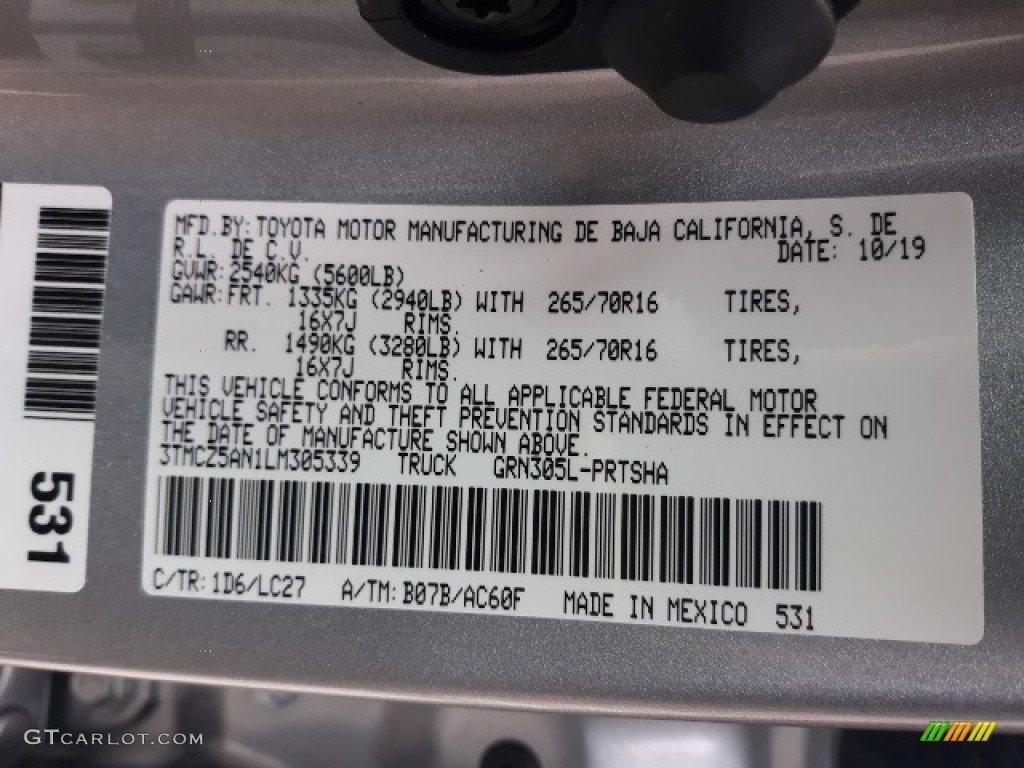 MFD. BY: TOYOTA MOTOR MANUFACTURING DE BAJA CALIFORNIA, S. DE
R.L. DE C.V. DATE: 10/19
GVWR: 2540KG (5600LB)
GAWR: FRT. 1335KG (2940LB) WITH 265/70R16 TIRES,
16X7J RIMS.
RR. 1490KG (3280LB) WITH 265/70R16 TIRES,
16X7J RIMS.
THIS VEHICLE CONFORMS TO ALL APPLICABLE FEDERAL MOTOR
VEHICLE SAFETY AND THEFT PREVENTION STANDARDS IN EFFECT ON
THE DATE OF MANUFACTURE SHOWN ABOVE.
3TMCZ5AN1LM305339 TRUCK GRN305L-PRTSHA
C/TR: 1D6/LC27 A/TM: B07B/AC60F MADE IN MEXICO 531
531
GTCARLOT.COM